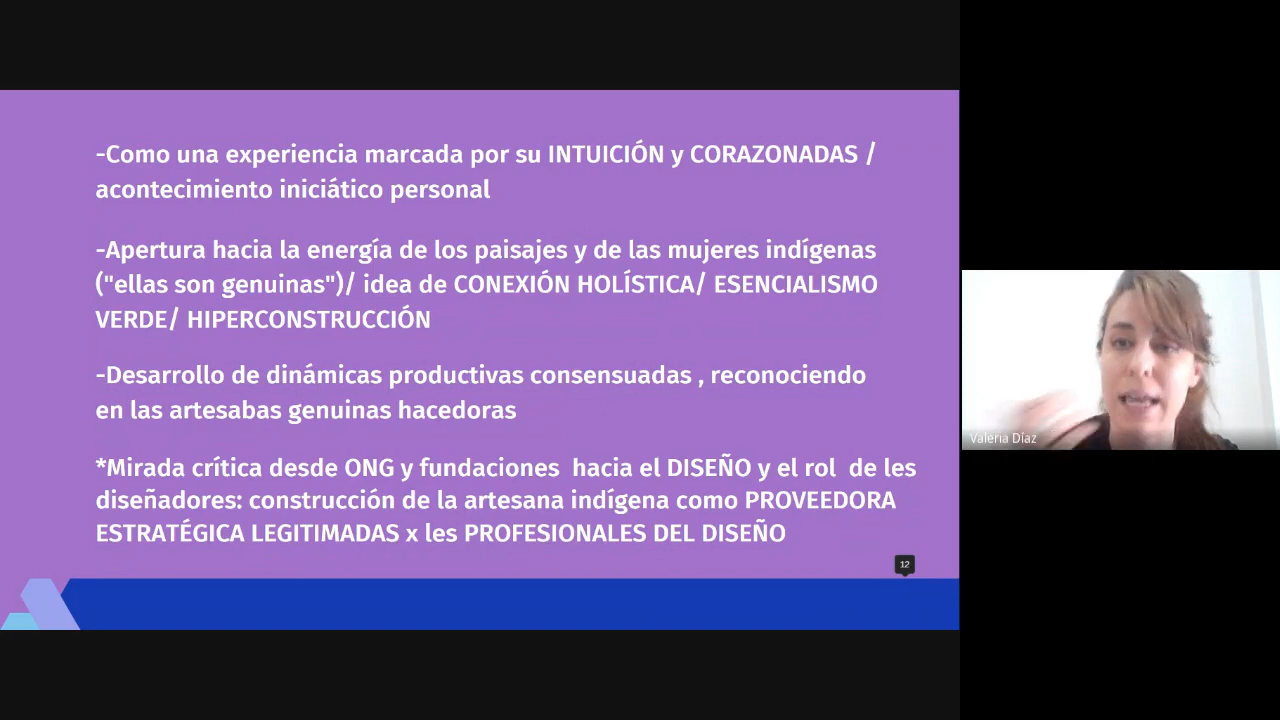 -Como una experiencia marcada por su INTUICIÓN y CORAZONADAS /
acontecimiento iniciático personal
-Apertura hacia la energía de los paisajes y de las mujeres indígenas
("ellas son genuinas")/ idea de CONEXIÓN HOLÍSTICA/ ESENCIALISMO
VERDE/ HIPERCONSTRUCCIÓN
-Desarrollo de dinámicas productivas consensuadas , reconociendo
en las artesabas genuinas hacedoras
*Mirada crítica desde ONG y fundaciones  hacia el DISEÑO y el rol  de les
diseñadores: construcción de la artesana indígena como PROVEEDORA
ESTRATÉGICA LEGITIMADAS x les PROFESIONALES DEL DISEÑO
12
Valeria Díaz